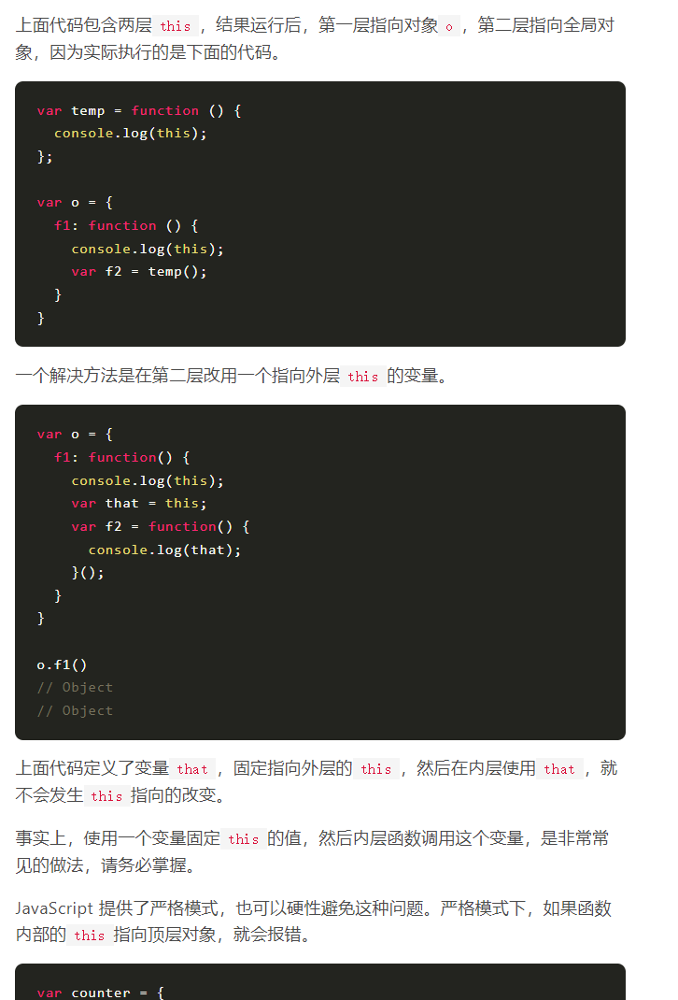 上面代码包含两层 this ，结果运行后，第一层指向对象 o ，第二层指向全局对
象，因为实际执行的是下面的代码。
var temp = function () {
  console.log(this);
};

var o = {
  f1: function () {
    console.log(this);
    var f2 = temp();
  }
}
一个解决方法是在第二层改用一个指向外层 this 的变量。
var o = {
  f1: function() {
    console.log(this);
    var that = this;
    var f2 = function() {
      console.log(that);
    }();
  }
}

o.f1()
// Object
// Object
上面代码定义了变量 that ，固定指向外层的 this ，然后在内层使用 that ，就
不会发生 this 指向的改变。
事实上，使用一个变量固定 this 的值，然后内层函数调用这个变量，是非常常
见的做法，请务必掌握。
JavaScript 提供了严格模式，也可以硬性避免这种问题。严格模式下，如果函数
内部的 this 指向顶层对象，就会报错。
var counter = {